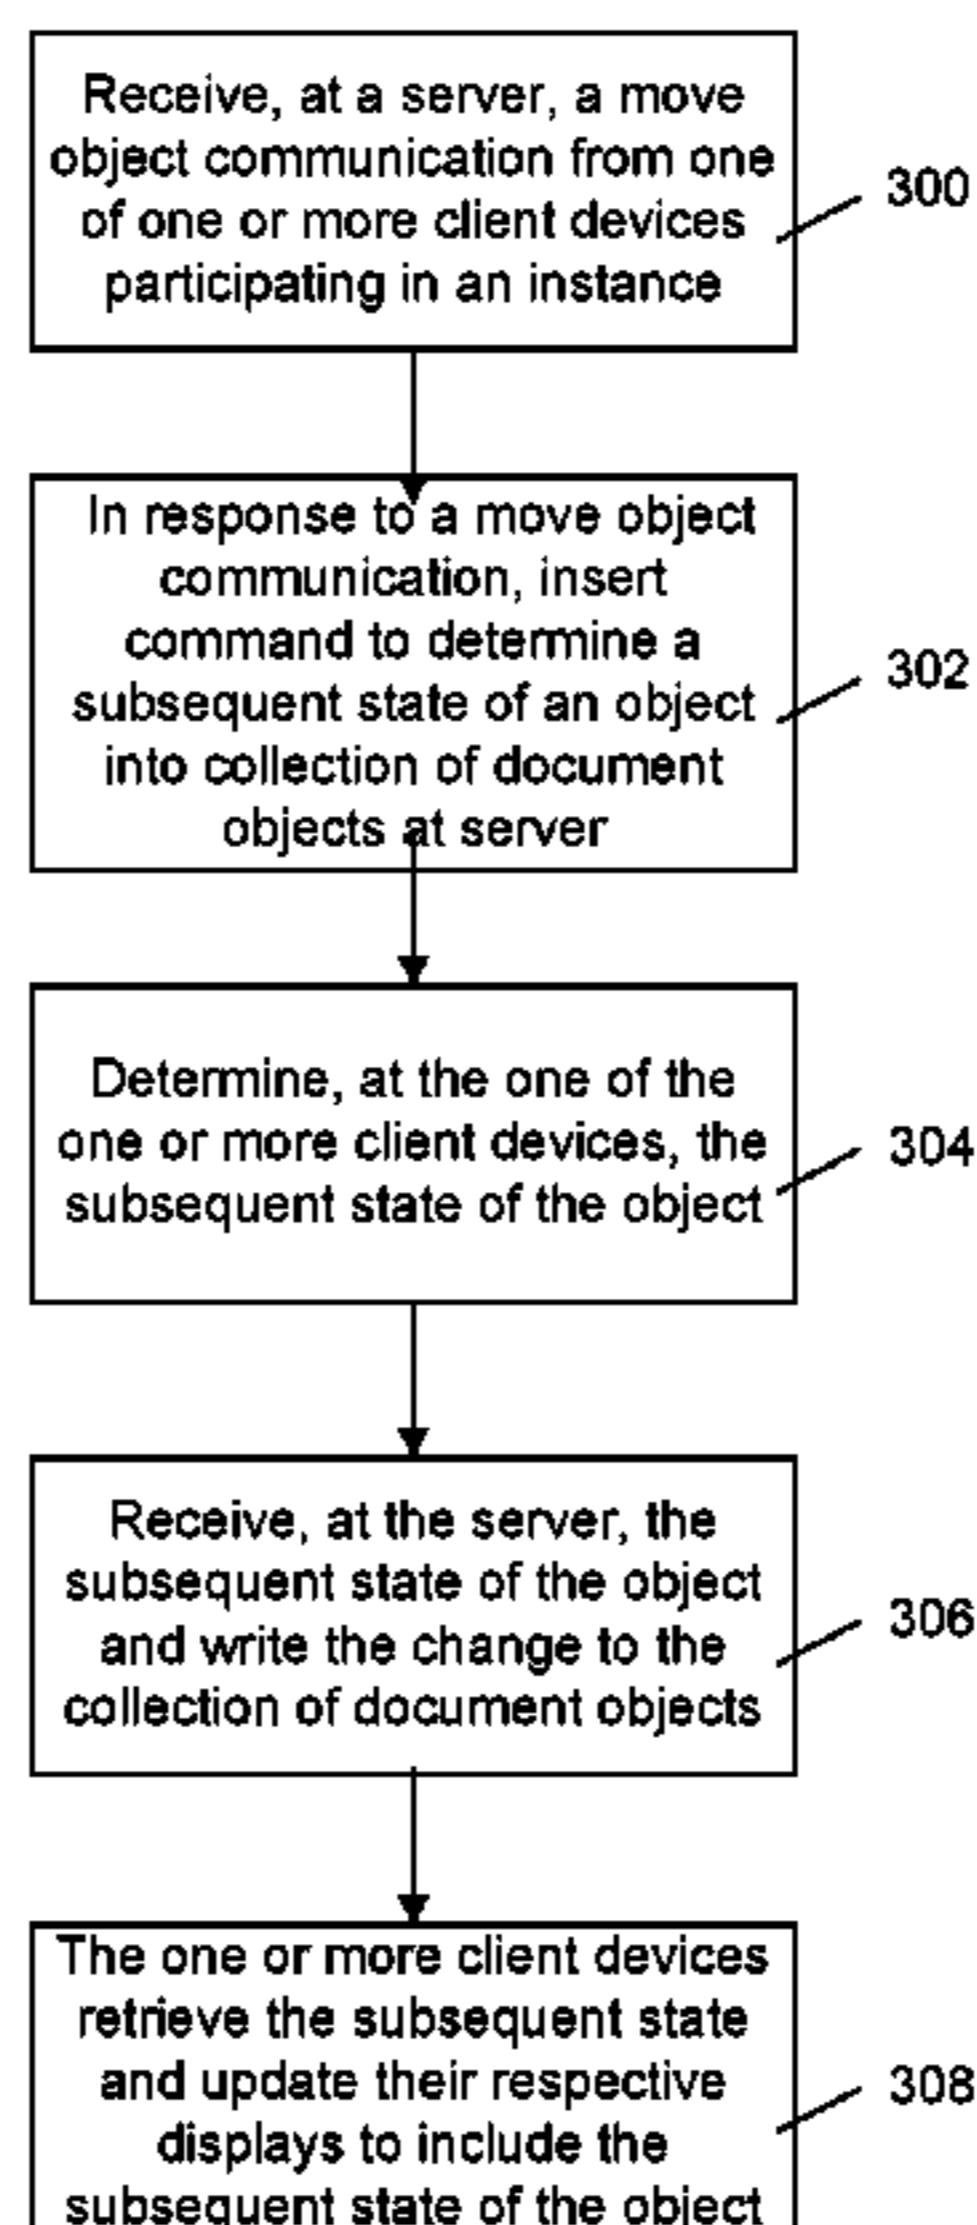 Receive, at a server, a move
object communication from one
of one or more client devices
participating in an instance
300
In response to a move object
communication, insert
command to determine a
subsequent state of an object
into collection of document
objects at server
302
Determine, at the one of the
one or more client devices, the
subsequent state of the object
304
Receive, at the server, the
subsequent state of the object
and write the change to the
collection of document objects
306
The one or more client devices
retrieve the subsequent state
and update their respective
displays to include the
subsequent state of the object
308